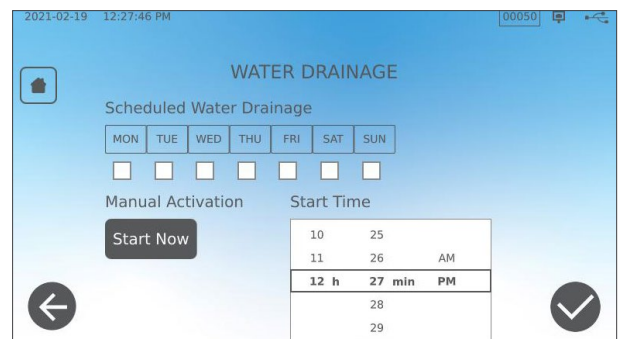 2021-02-19 12:27:46 PM 00050
WATER DRAINAGE
Scheduled Water Drainage
MON TUE WED THU FRI SAT SUN
Manual Activation Start Time
Start Now
10 25
11 26 AM
12 h 27 min PM
28
29